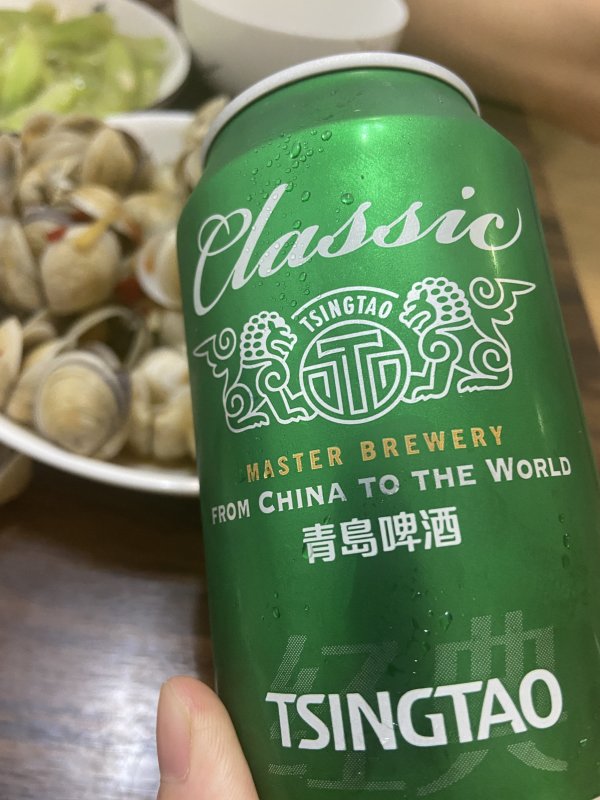 Classic
TSINGTAO
MASTER BREWERY
FROM CHINA TO THE WORLD
青島啤酒
经典
TSINGTAO